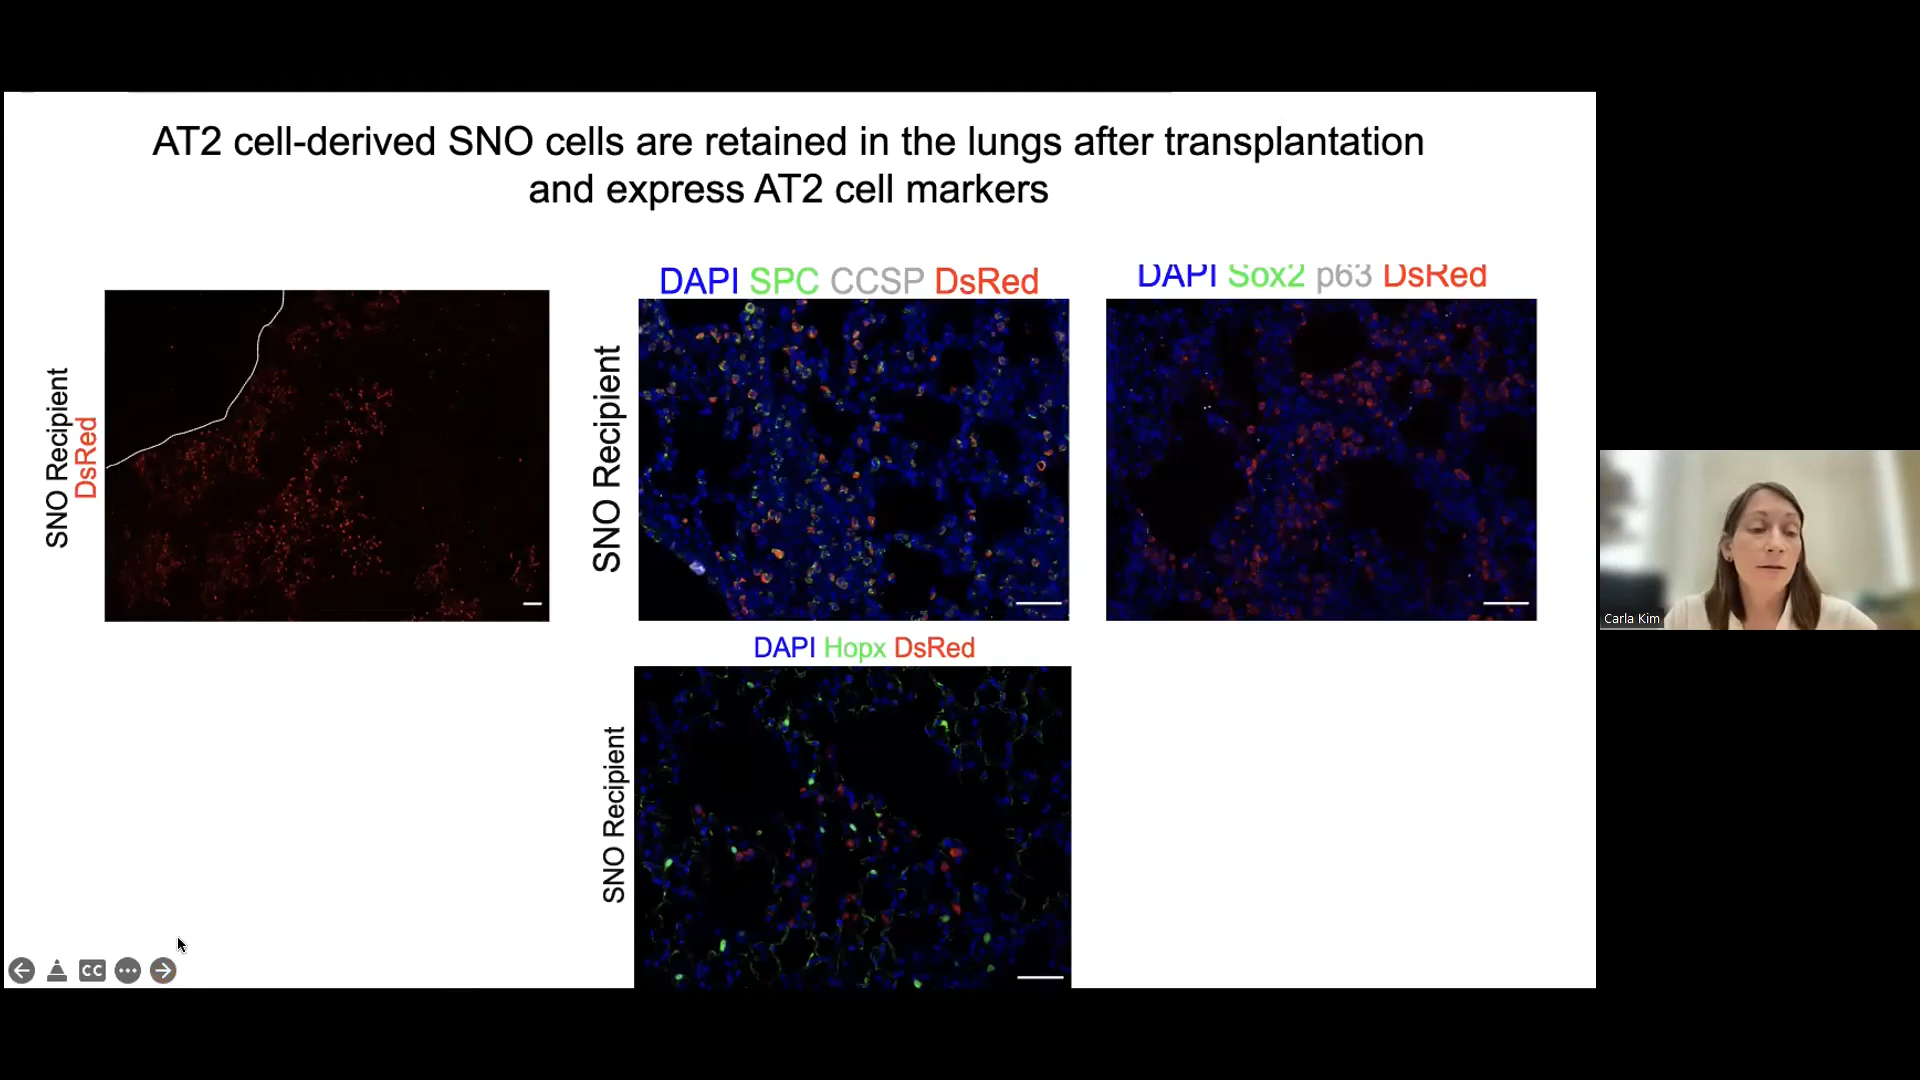 AT2 cell-derived SNO cells are retained in the lungs after transplantation
and express AT2 cell markers
SNO Recipient
DsRed
DAPI SPC CCSP DsRed
SNO Recipient
DAPI Sox2 p63 DsRed
DAPI Hopx DsRed
SNO Recipient
CC
Carla Kim